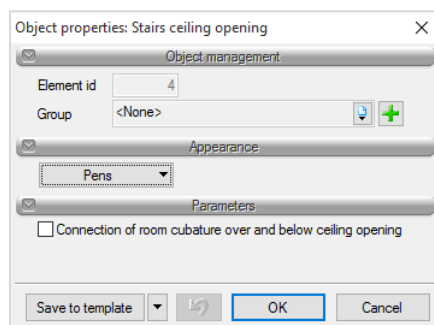 Object properties: Stairs ceiling opening
Object management
Element id 4
Group <None>
Appearance
Pens
Parameters
Connection of room cubature over and below ceiling opening
Save to template OK Cancel